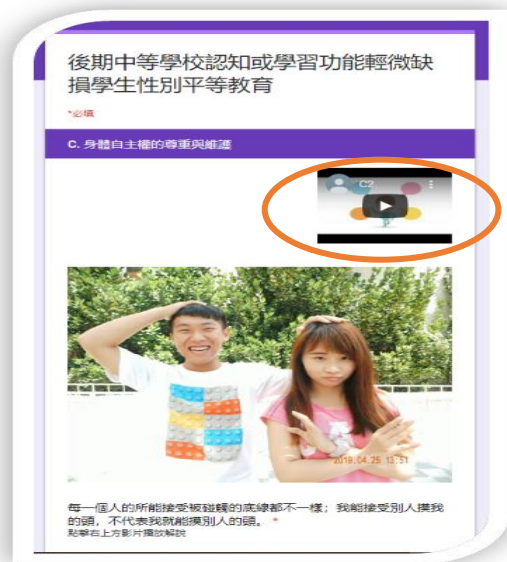 後期中等學校認知或學習功能輕微缺
損學生性別平等教育
*必填
C. 身體自主權的尊重與維護
C2
2019.04.25 13:51
每一個人的所能接受被碰觸的底線都不一樣；我能接受別人摸我
的頭，不代表我就能摸別人的頭。 *
點擊右上方影片播放解說